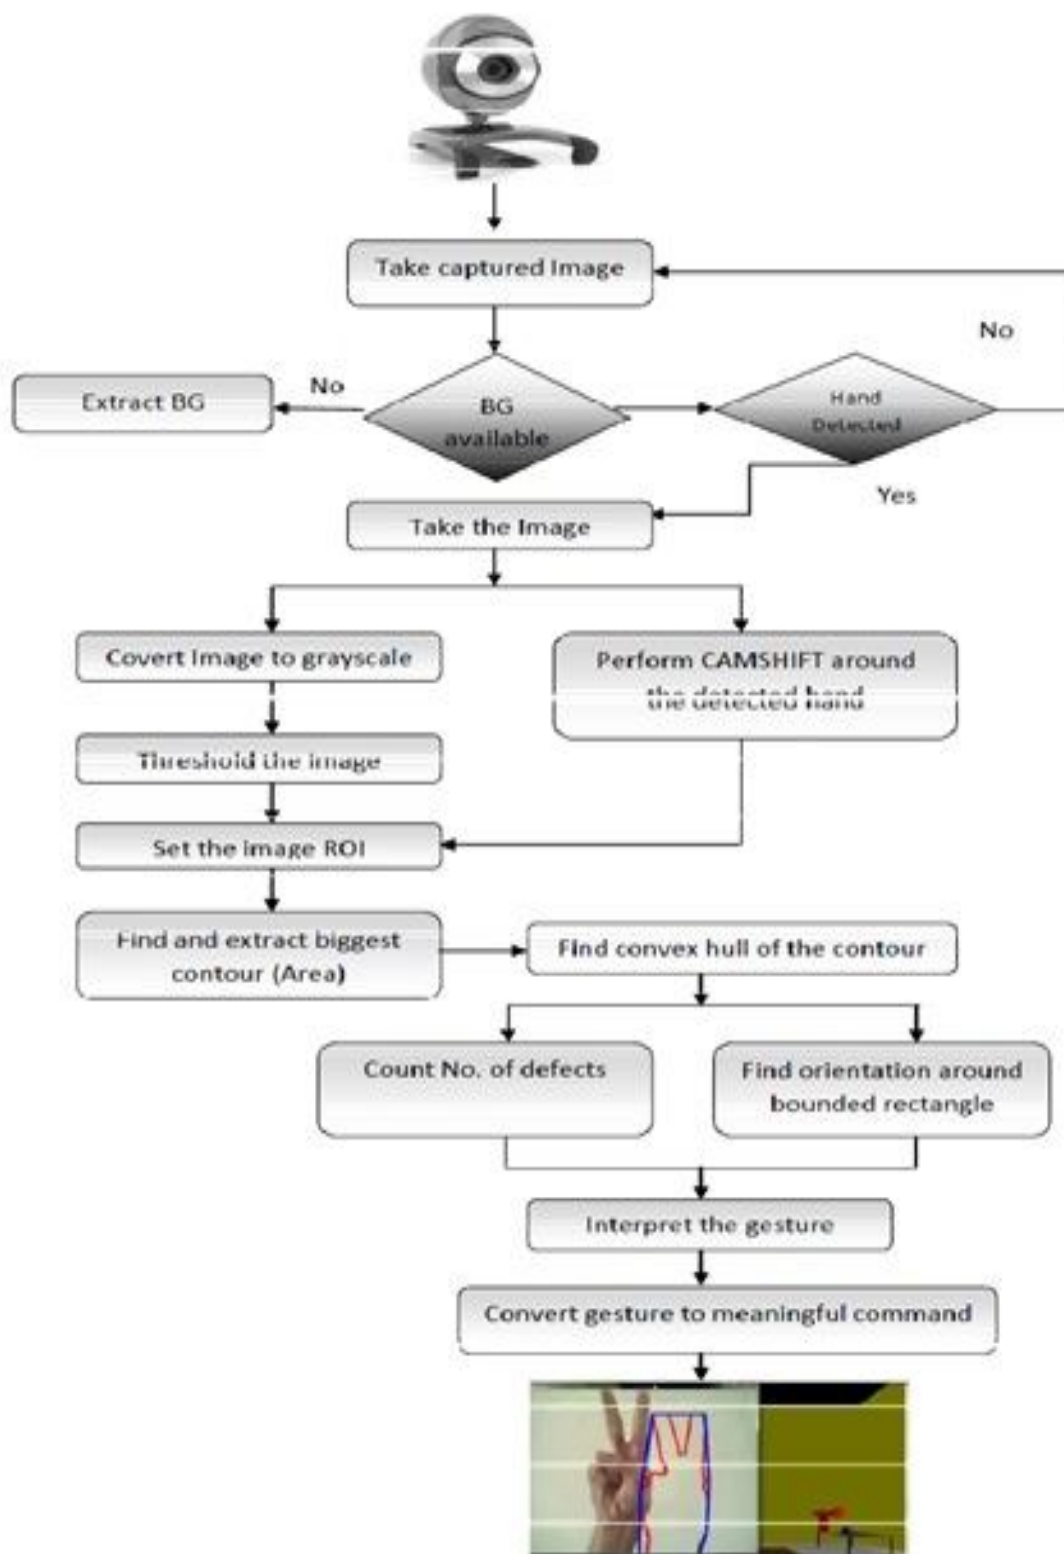 Take captured Image
No
No
Extract BG
BG
available
Hand
Detected
Yes
Take the Image
Covert Image to grayscale
Perform CAMSHIFT around
the detected hand
Threshold the image
Set the image ROI
Find and extract biggest
contour (Area)
Find convex hull of the contour
Count No. of defects
Find orientation around
bounded rectangle
Interpret the gesture
Convert gesture to meaningful command